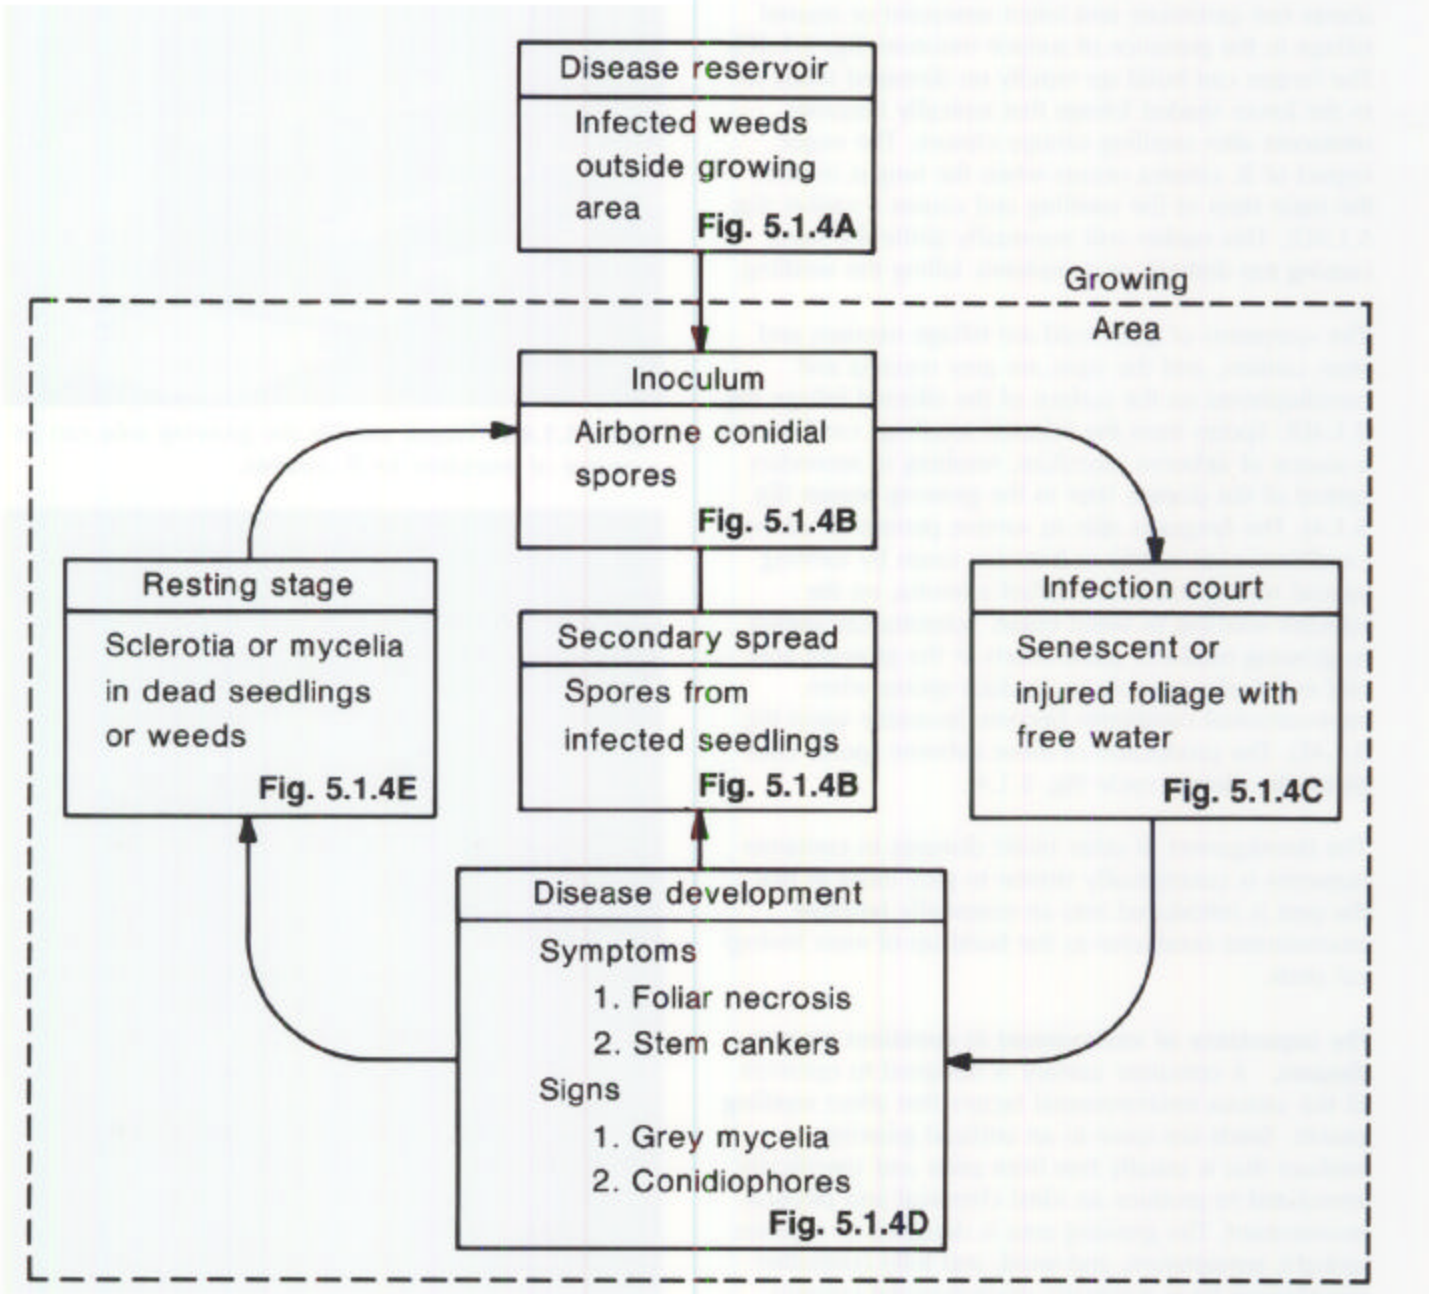 Disease reservoir
Infected weeds
outside growing
area
Fig. 5.1.4A
Growing
Area
Inoculum
Airborne conidial
spores
Fig. 5.1.4B
Resting stage
Sclerotia or mycelia
in dead seedlings
or weeds
Fig. 5.1.4E
Secondary spread
Spores from
infected seedlings
Fig. 5.1.4B
Infection court
Senescent or
injured foliage with
free water
Fig. 5.1.4C
Disease development
Symptoms
1. Foliar necrosis
2. Stem cankers
Signs
1. Grey mycelia
2. Conidiophores
Fig. 5.1.4D